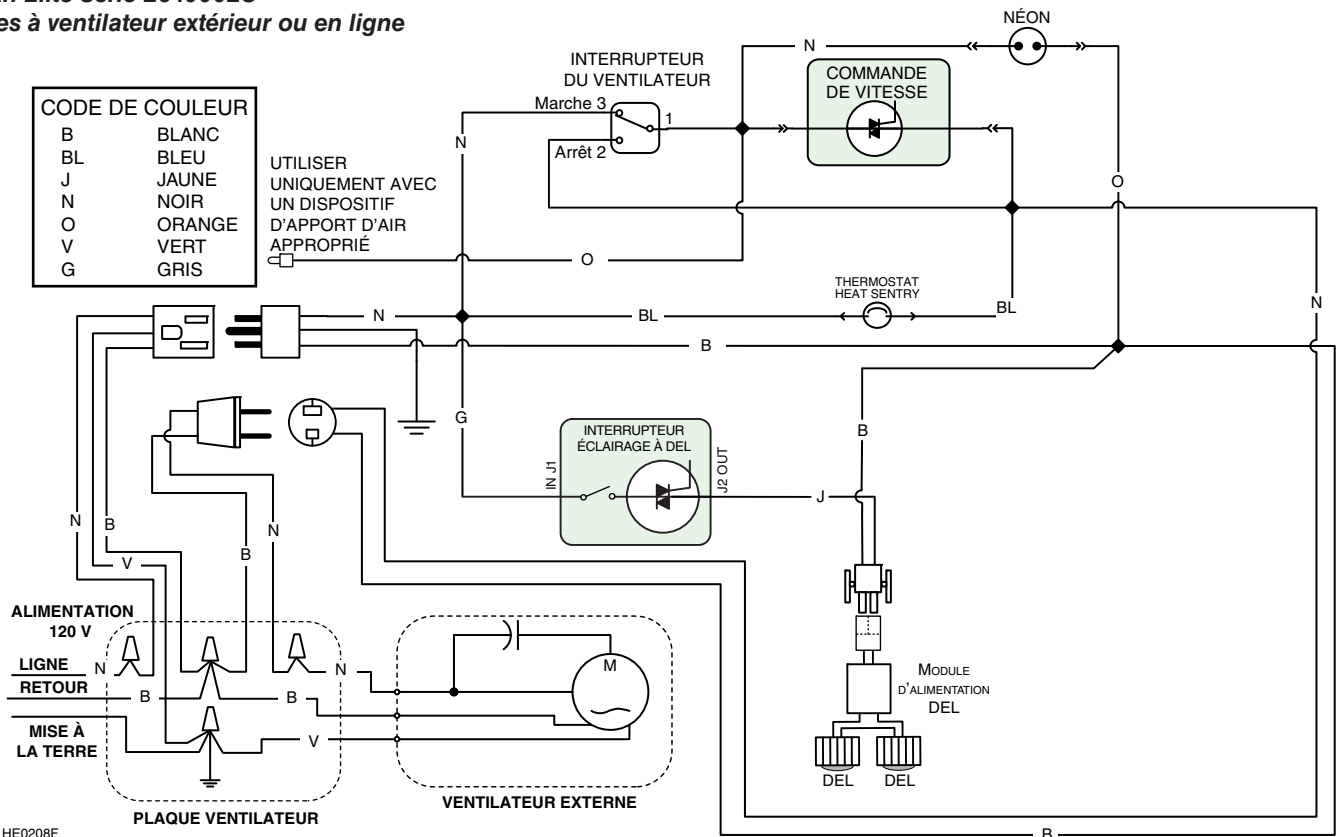 es à ventilateur extérieur ou en ligne
NÉON
N
INTERRUPTEUR
DU VENTILATEUR
COMMANDE
DE VITESSE
Marche 3
1
Arrêt 2
N
O
CODE DE COULEUR
B BLANC
BL BLEU
J JAUNE
N NOIR
O ORANGE
V VERT
G GRIS
UTILISER
UNIQUEMENT AVEC
UN DISPOSITIF
D'APPORT D'AIR
APPROPRIÉ
O
THERMOSTAT
HEAT SENTRY
N
BL
BL
N
B
G
INTERRUPTEUR
ÉCLAIRAGE À DEL
IN J1
J2 OUT
B
J
N
B
N
B
V
ALIMENTATION
120 V
LIGNE
N
N
RETOUR
B
B
MISE À
LA TERRE
V
M
MODULE
D'ALIMENTATION
DEL
DEL
DEL
VENTILATEUR EXTERNE
PLAQUE VENTILATEUR
HE0208F
B